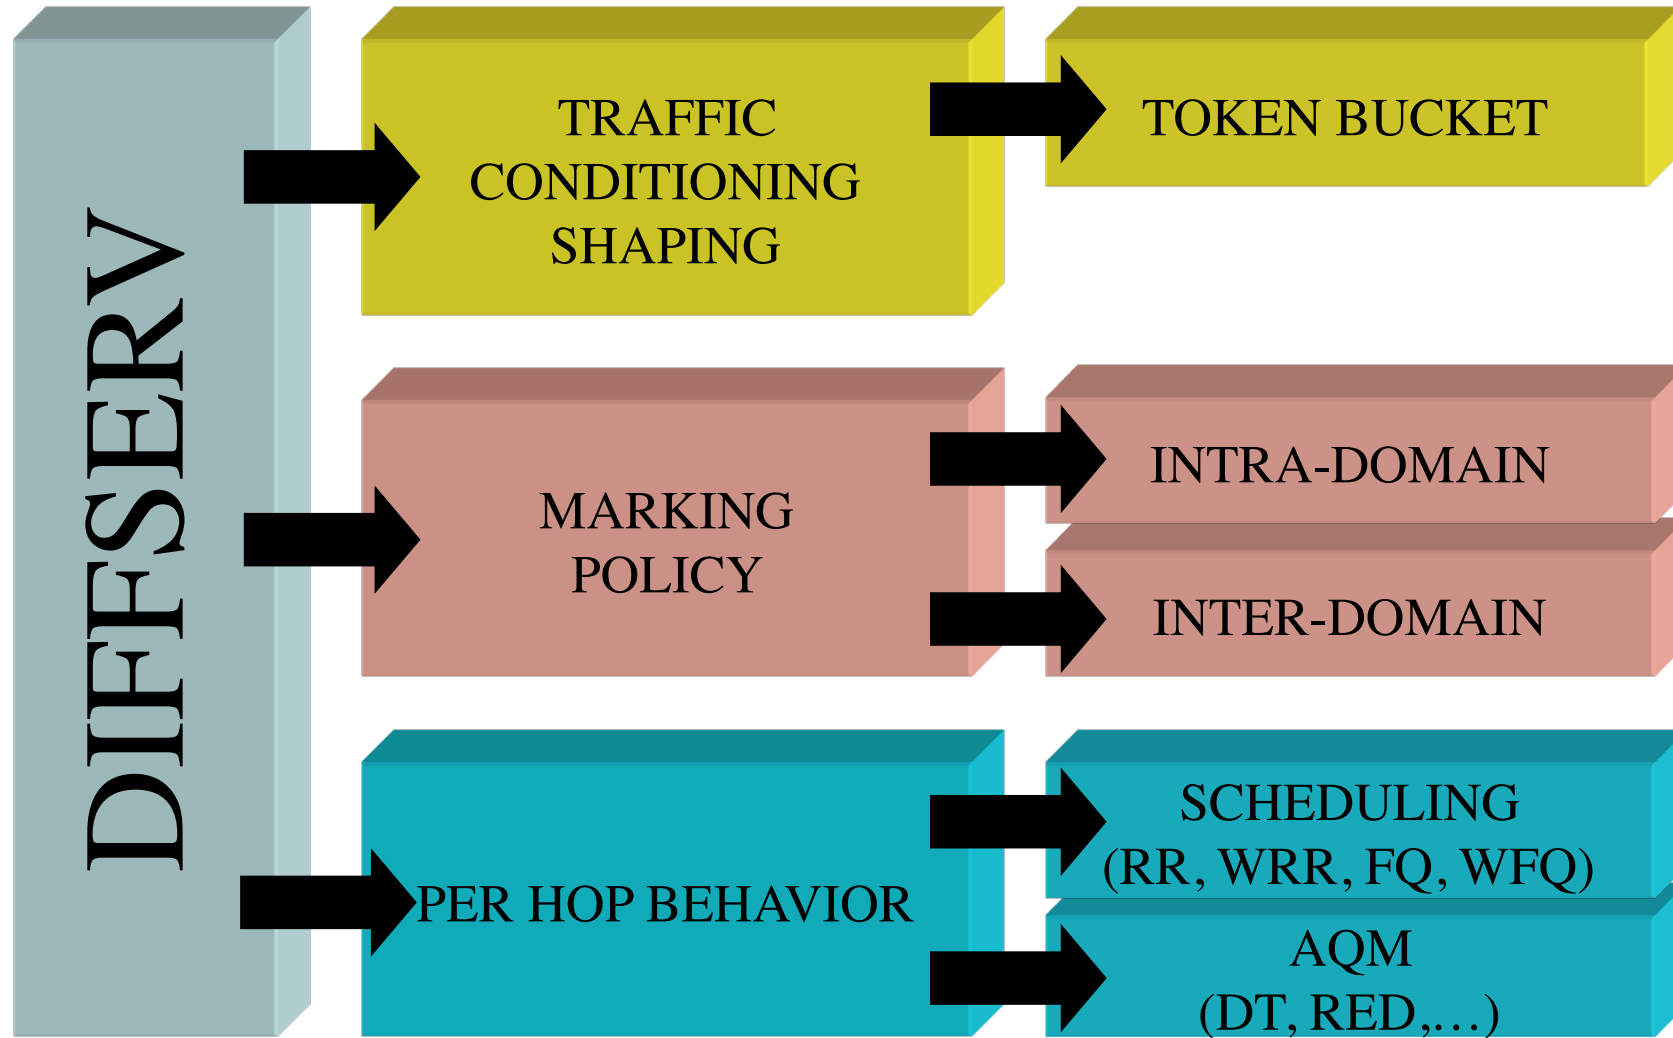 DIFFSERV
TRAFFIC
CONDITIONING
SHAPING
TOKEN BUCKET
MARKING
POLICY
INTRA-DOMAIN
INTER-DOMAIN
PER HOP BEHAVIOR
SCHEDULING
(RR, WRR, FQ, WFQ)
AQM
(DT, RED,...)